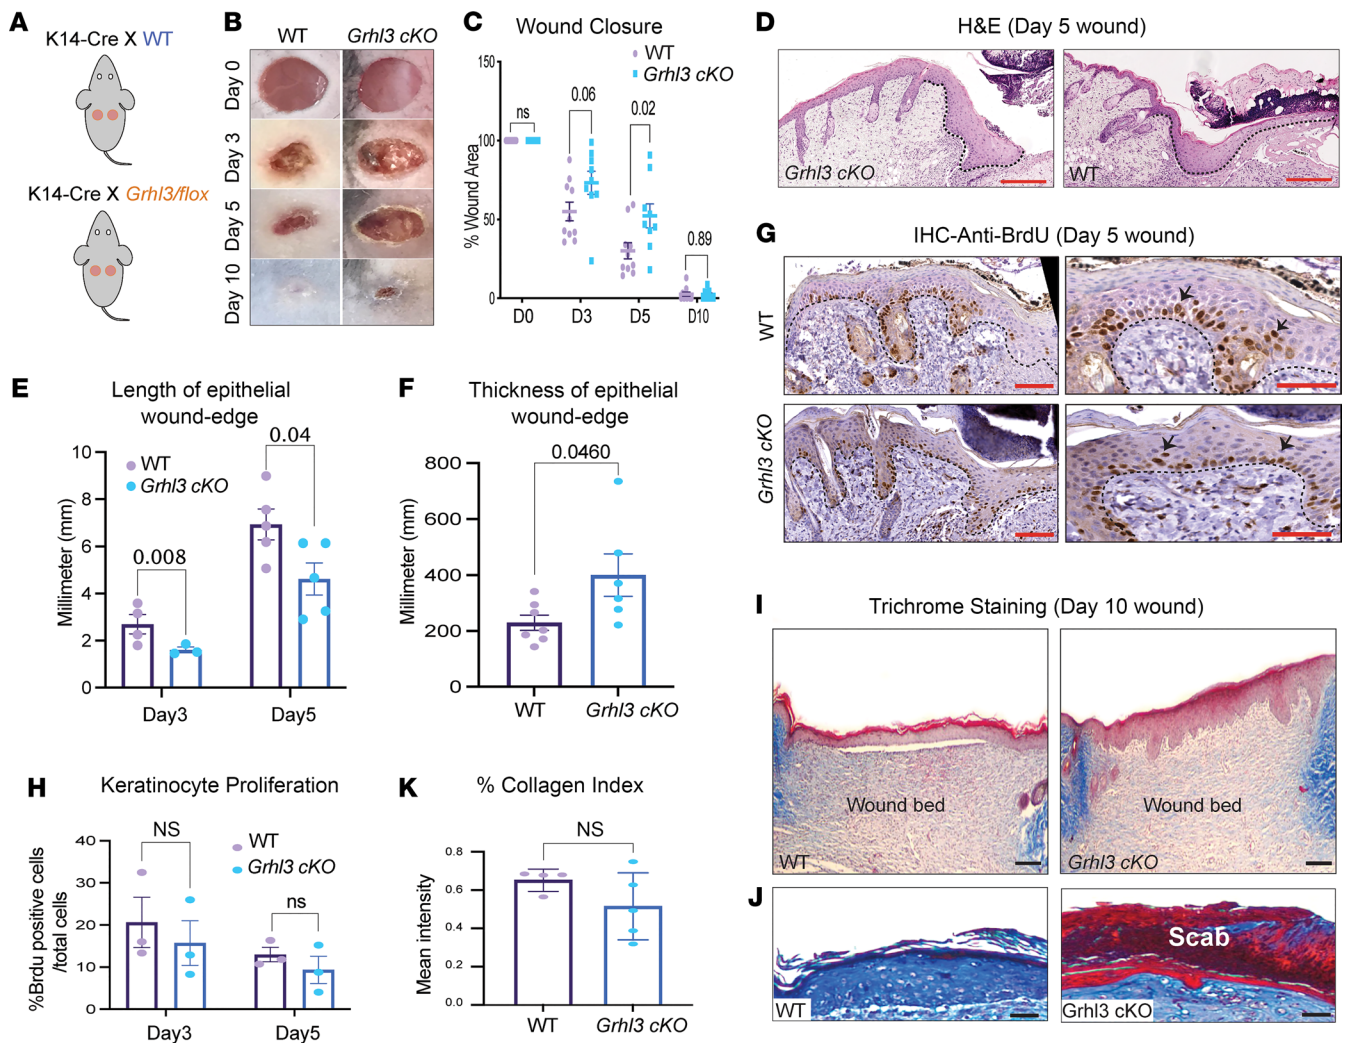 A
K14-Cre X WT
K14-Cre X Grhl3/flox
B
WT Grhl3 cKO
Day 0
Day 3
Day 5
Day 10
C
Wound Closure
WT
Grhl3 cKO
% Wound Area
150
100
50
0
ns
0.06
0.02
0.89
D0 D3 D5 D10
D
H&E (Day 5 wound)
Grhl3 cKO
WT
E
Length of epithelial
wound-edge
Millimeter (mm)
10
8
6
4
2
0
WT
Grhl3 cKO
0.008
0.04
Day3 Day5
F
Thickness of epithelial
wound-edge
Millimeter (mm)
800
600
400
200
0
0.0460
WT Grhl3 cKO
G
IHC-Anti-BrdU (Day 5 wound)
WT
Grhl3 cKO
H
Keratinocyte Proliferation
%Brdu positive cells
/total cells
40
30
20
10
0
NS
ns
WT
Grhl3 cKO
Day3 Day5
K
% Collagen Index
Mean intensity
0.8
0.6
0.4
0.2
0.0
NS
WT Grhl3 cKO
I
Trichrome Staining (Day 10 wound)
Wound bed
WT
Wound bed
Grhl3 cKO
J
WT
Scab
Grhl3 cKO